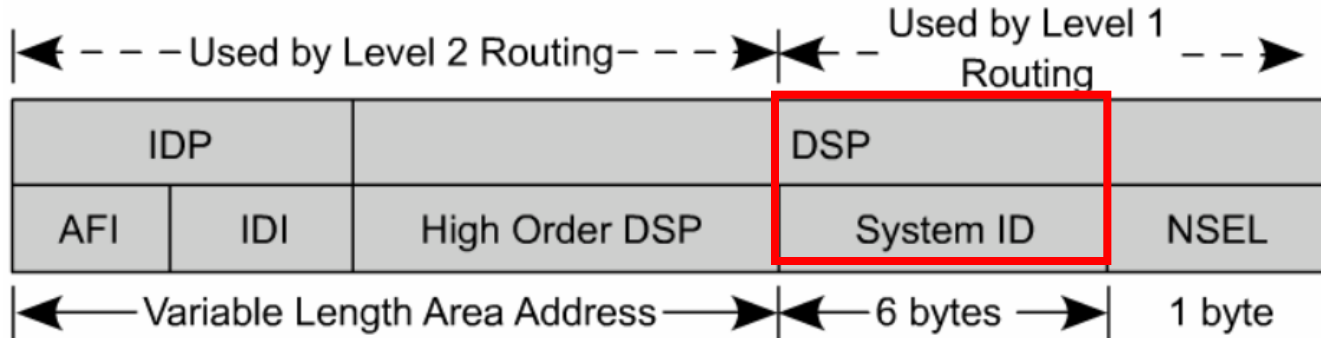 Used by Level 2 Routing
Used by Level 1
Routing
IDP
DSP
AFI
IDI
High Order DSP
System ID
NSEL
Variable Length Area Address
6 bytes
1 byte